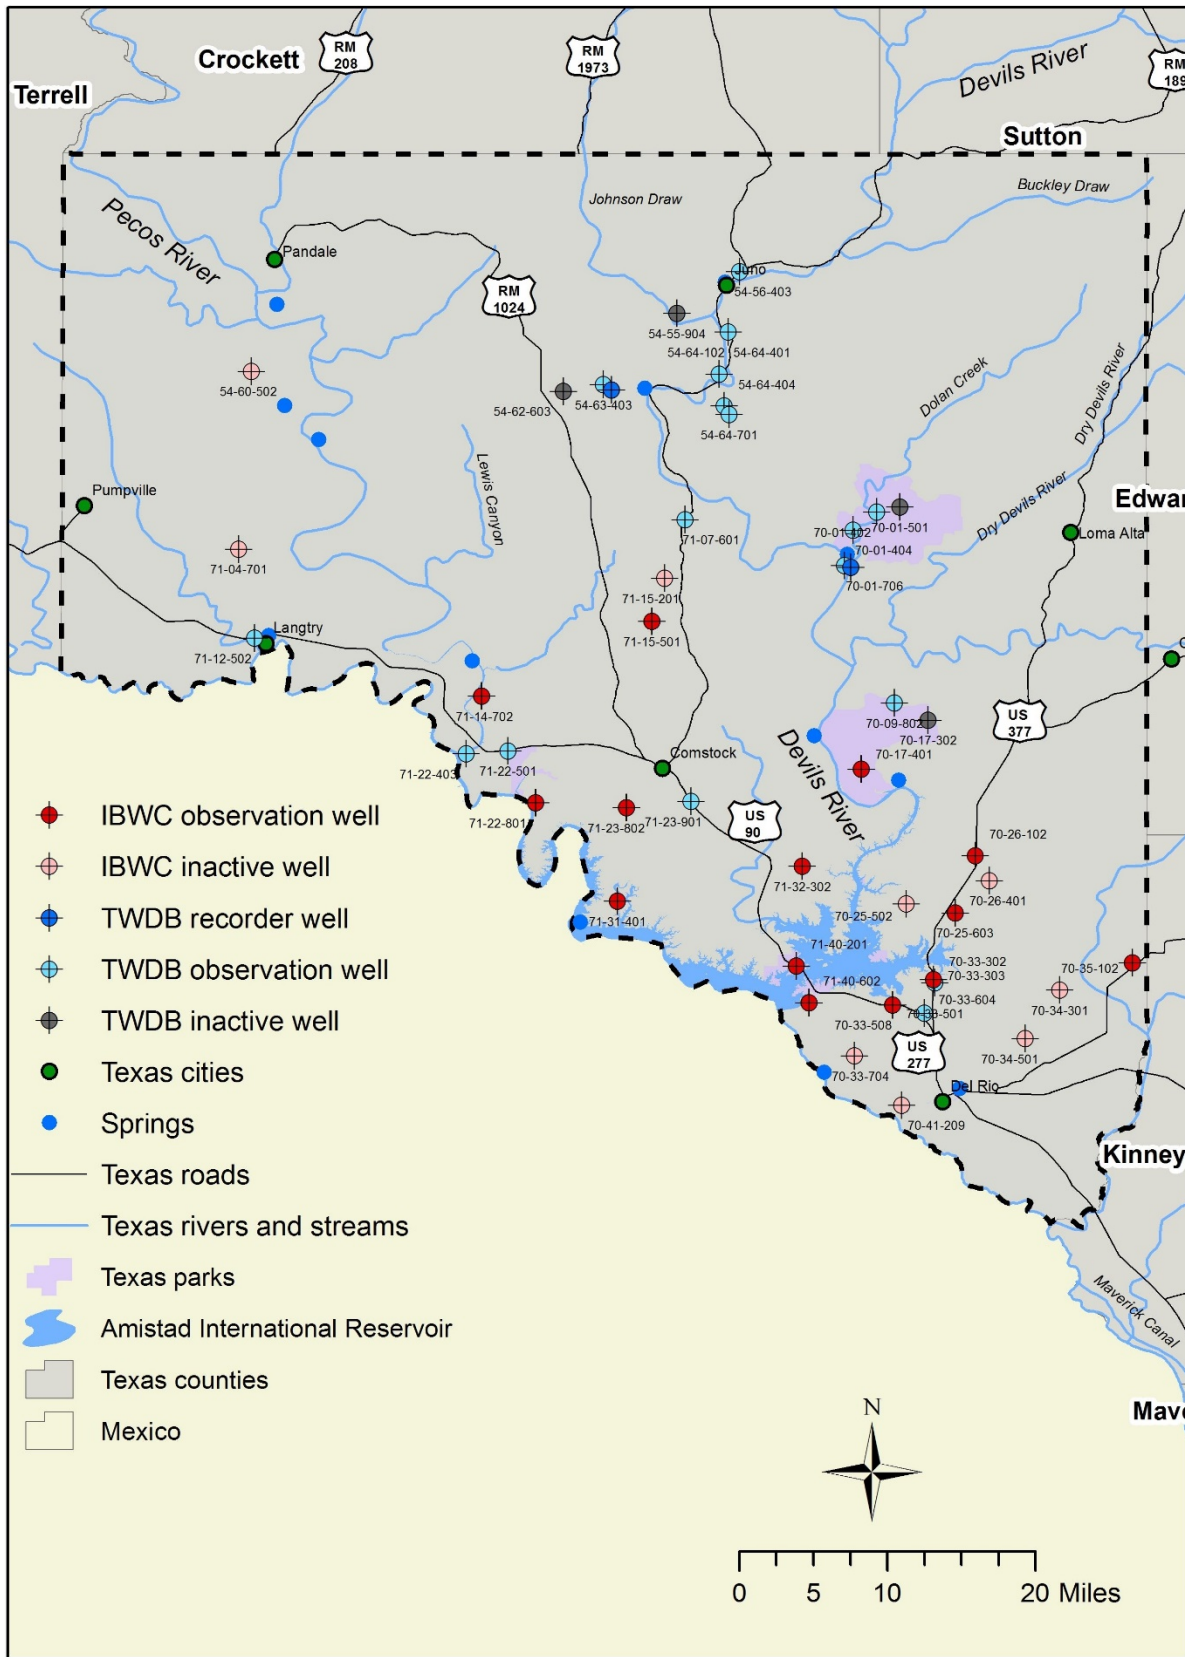 Crockett
RM
208
RM
1973
Devils River
RM
189
Terrell
Sutton
Buckley Draw
Johnson Draw
Pecos River
Pandale
Juno
RM
1024
54-56-403
54-55-904
54-64-102
54-64-401
54-60-502
54-64-404
54-62-603
54-63-403
54-64-701
Dolan Creek
Dry Devils River
Lewis Canyon
Pumpville
Edwar
Dry Devils River
70-01-501
70-01-402
Loma Alta
71-07-601
70-01-404
71-04-701
70-01-706
71-15-201
Langtry
71-15-501
71-12-502
71-14-702
70-09-802
US
377
70-17-302
70-17-401
Comstock
Devils River
71-22-403
71-22-501
71-22-801
71-23-802
71-23-901
US
90
70-26-102
71-32-302
70-26-401
70-25-502
71-31-401
70-25-603
71-40-201
70-33-302
70-35-102
70-33-303
71-40-602
70-33-604
70-34-301
70-33-508
70-33-501
70-34-501
US
277
70-33-704
Del Rio
70-41-209
Kinney
Maverick Canal
Mave
IBWC observation well
IBWC inactive well
TWDB recorder well
TWDB observation well
TWDB inactive well
Texas cities
Springs
Texas roads
Texas rivers and streams
Texas parks
Amistad International Reservoir
Texas counties
Mexico
N
0 5 10 20 Miles